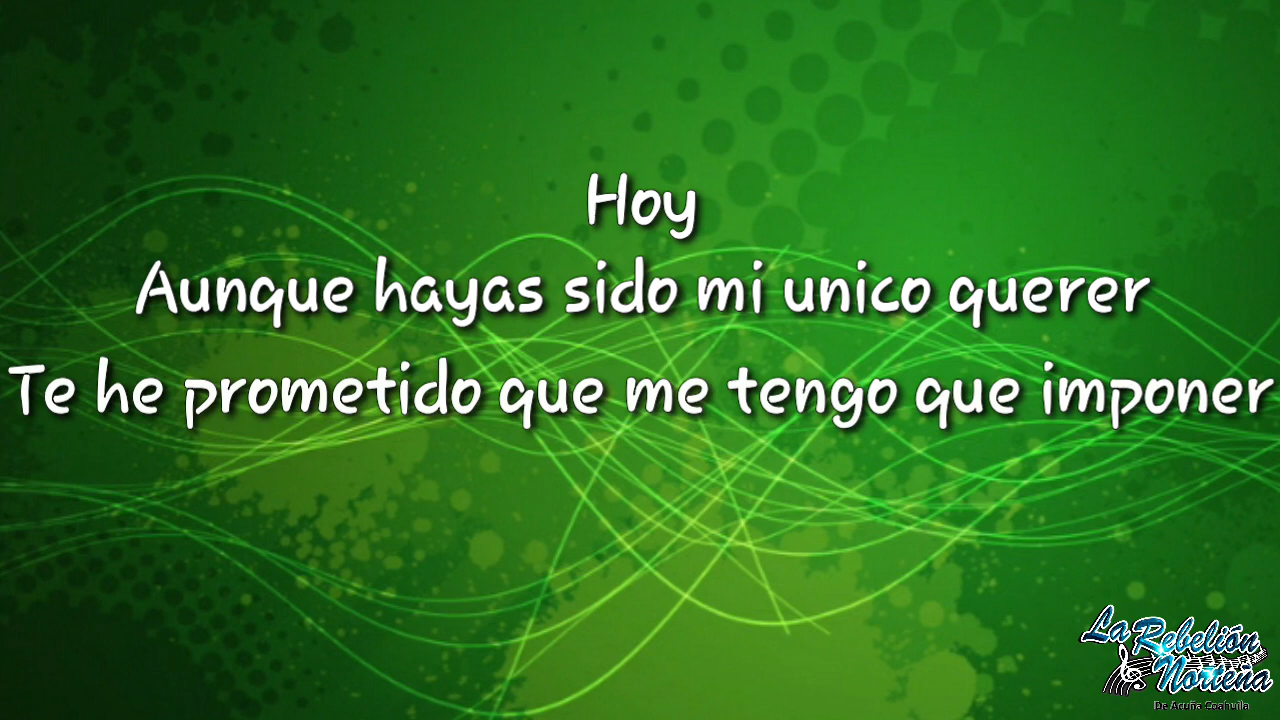 Hoy
Aunque hayas sido mi unico querer
Te he prometido que me tengo que imponer
La Rebelión
Norteña
De Acuña Coahuila